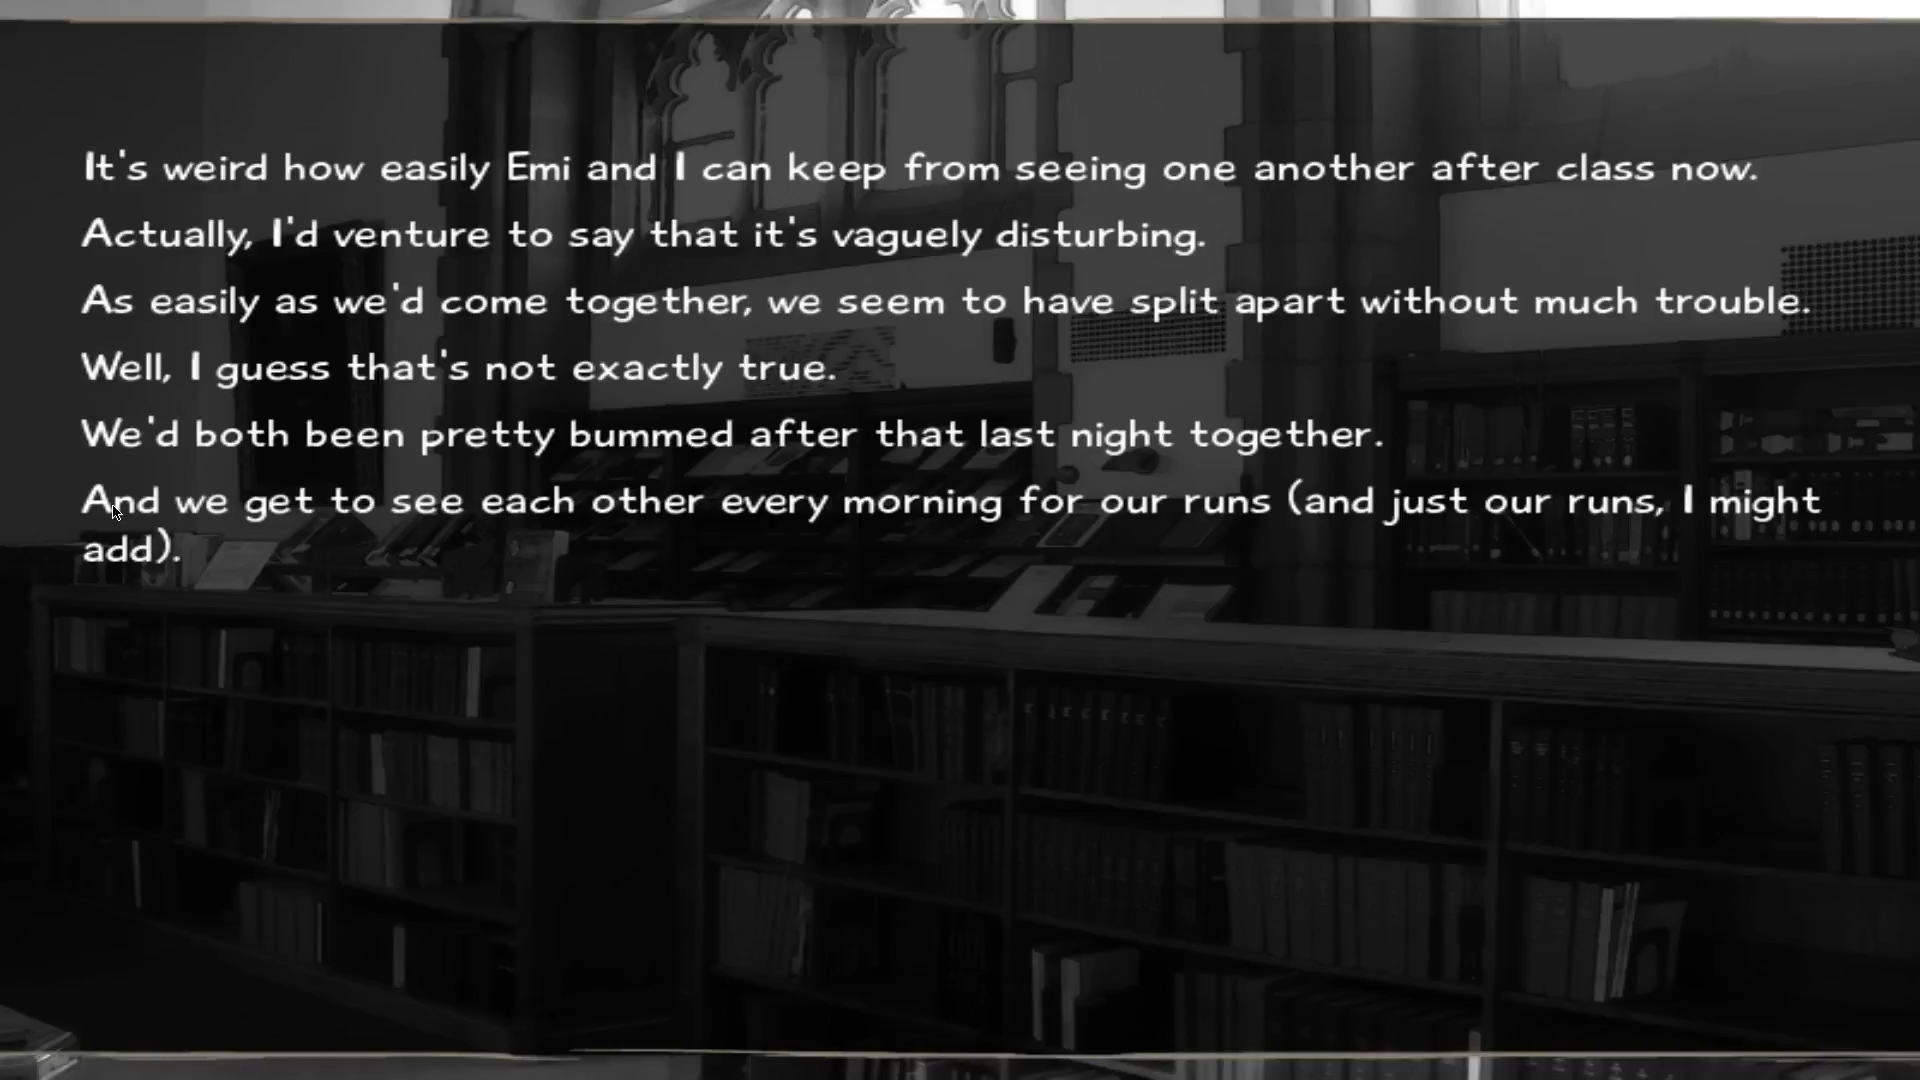 It's weird how easily Emi and I can keep from seeing one another after class now.
Actually, I'd venture to say that it's vaguely disturbing.
As easily as we'd come together, we seem to have split apart without much trouble.
Well, I guess that's not exactly true.
We'd both been pretty bummed after that last night together.
And we get to see each other every morning for our runs (and just our runs, I might
add).